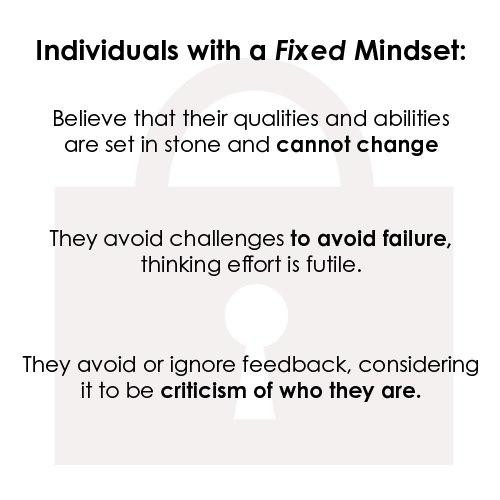 Individuals with a Fixed Mindset:
Believe that their qualities and abilities
are set in stone and cannot change
They avoid challenges to avoid failure,
thinking effort is futile.
They avoid or ignore feedback, considering
it to be criticism of who they are.